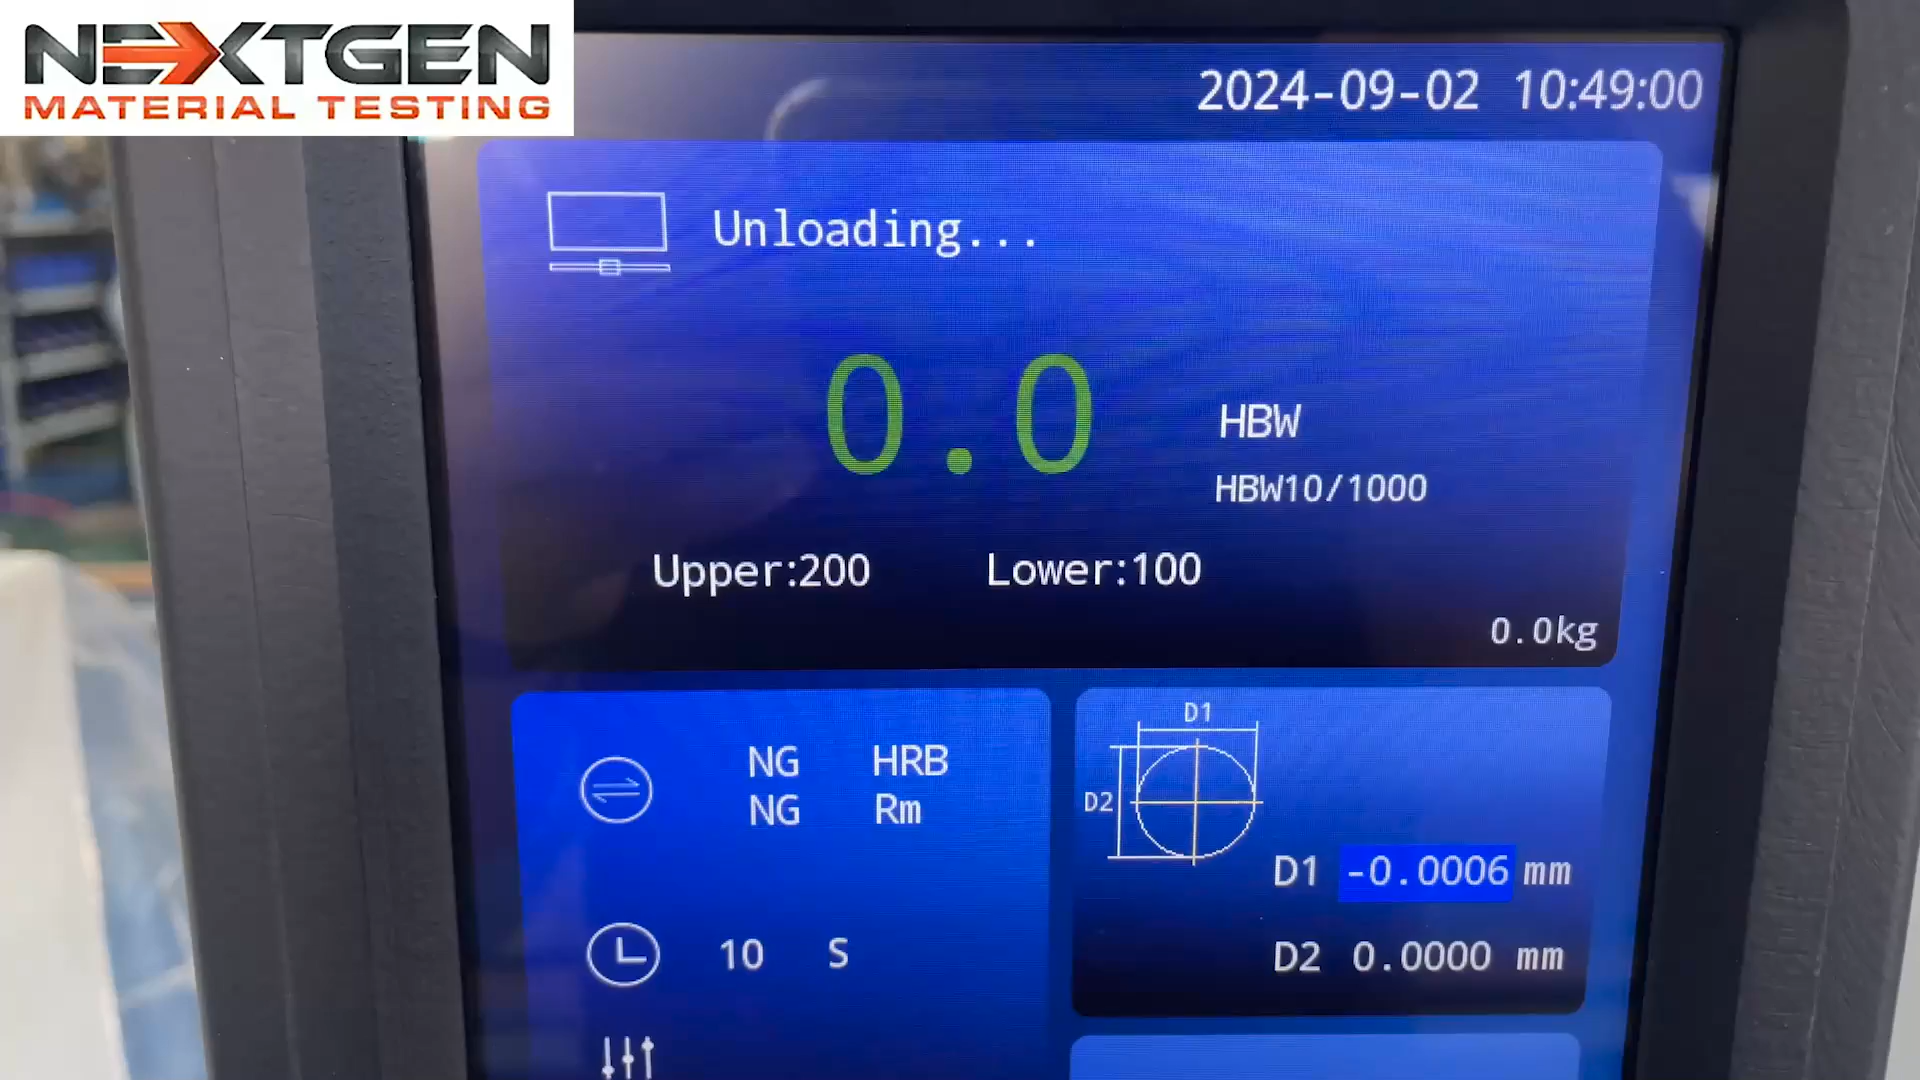 NEXTGEN
MATERIAL TESTING
2024-09-02 10:49:00
Unloading...
0.0 HBW
HBW10/1000
Upper:200 Lower:100
0.0kg
NG HRB
NG Rm
10 S
D1
D2
D1 -0.0006 mm
D2 0.0000 mm